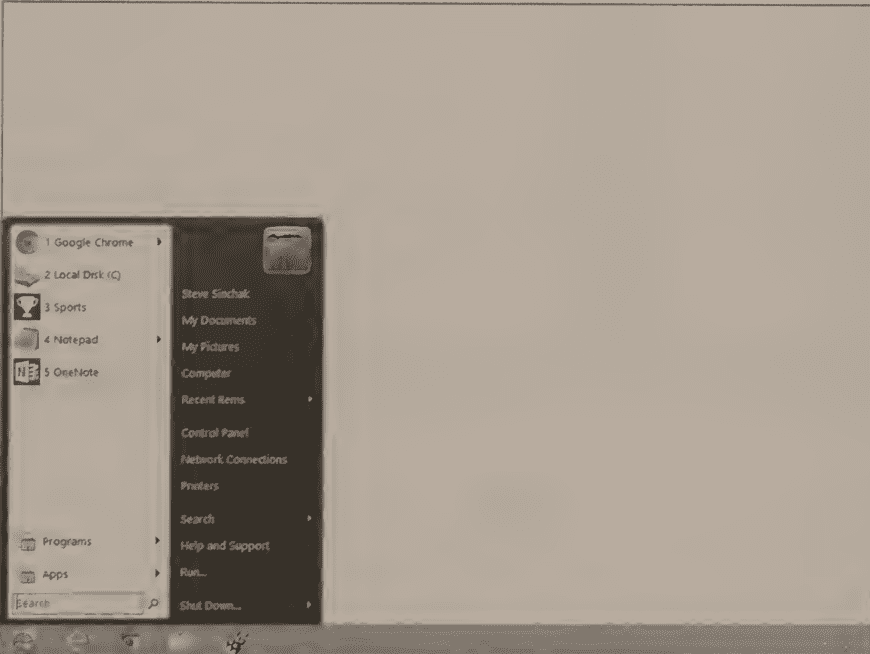 1 Google Chrome
2 Local Disk (C)
3 Sports
4 Notepad
5 OneNote
Programs
Apps
Search
Steve Sinchak
My Documents
My Pictures
Computer
Recent Items
Control Panel
Network Connections
Printers
Search
Help and Support
Run...
Shut Down...